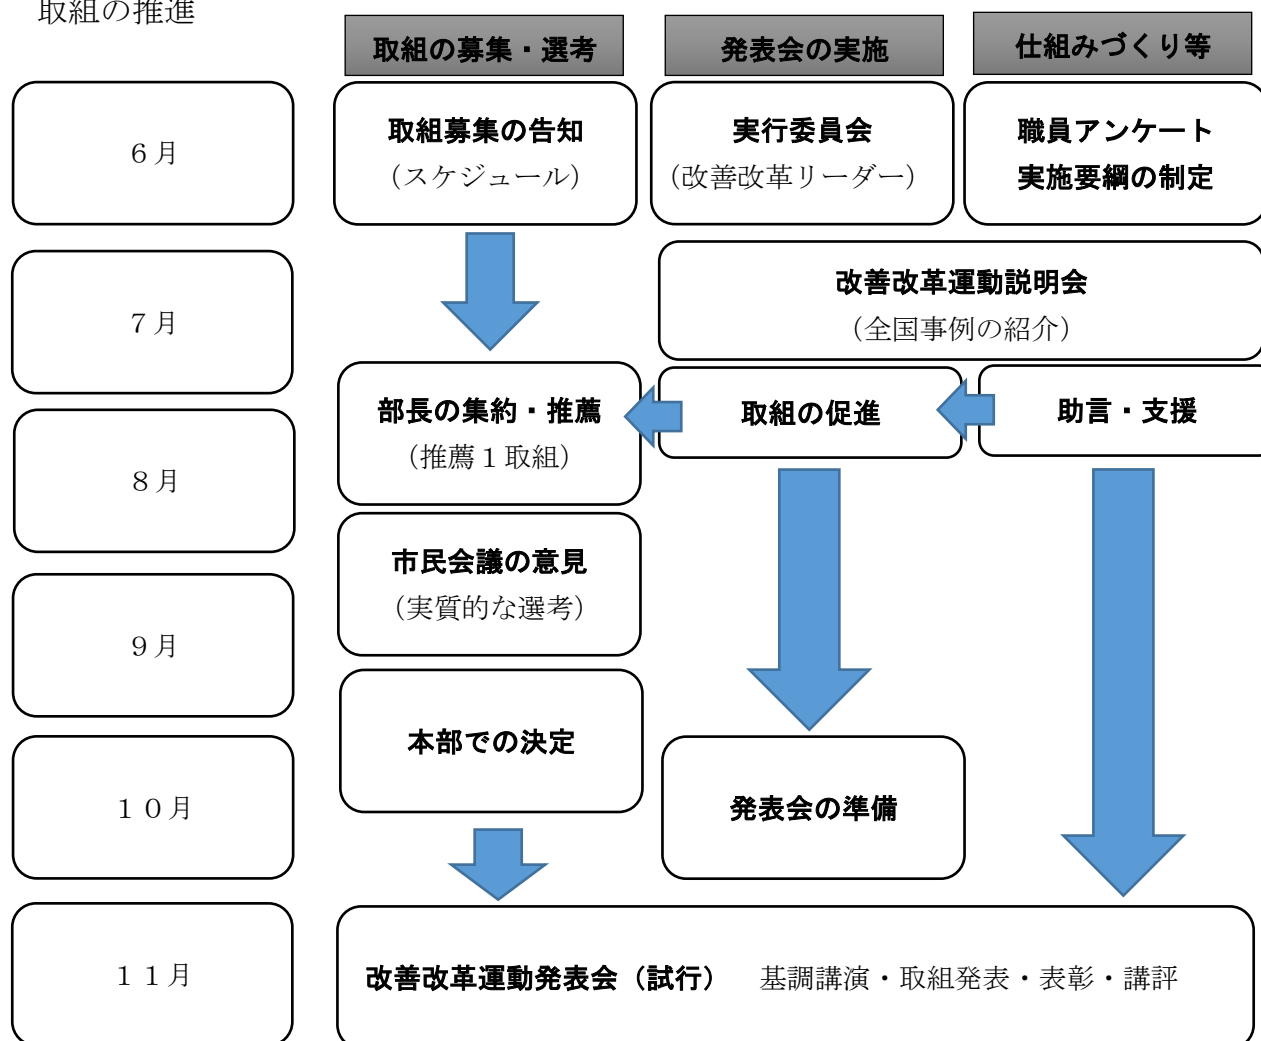 取組の推進
取組の募集・選考
発表会の実施
仕組みづくり等
６月
取組募集の告知
（スケジュール）
実行委員会
（改善改革リーダー）
職員アンケート
実施要綱の制定
７月
改善改革運動説明会
（全国事例の紹介）
部長の集約・推薦
（推薦１取組）
取組の促進
助言・支援
８月
市民会議の意見
（実質的な選考）
９月
本部での決定
１０月
発表会の準備
１１月
改善改革運動発表会（試行）　基調講演・取組発表・表彰・講評